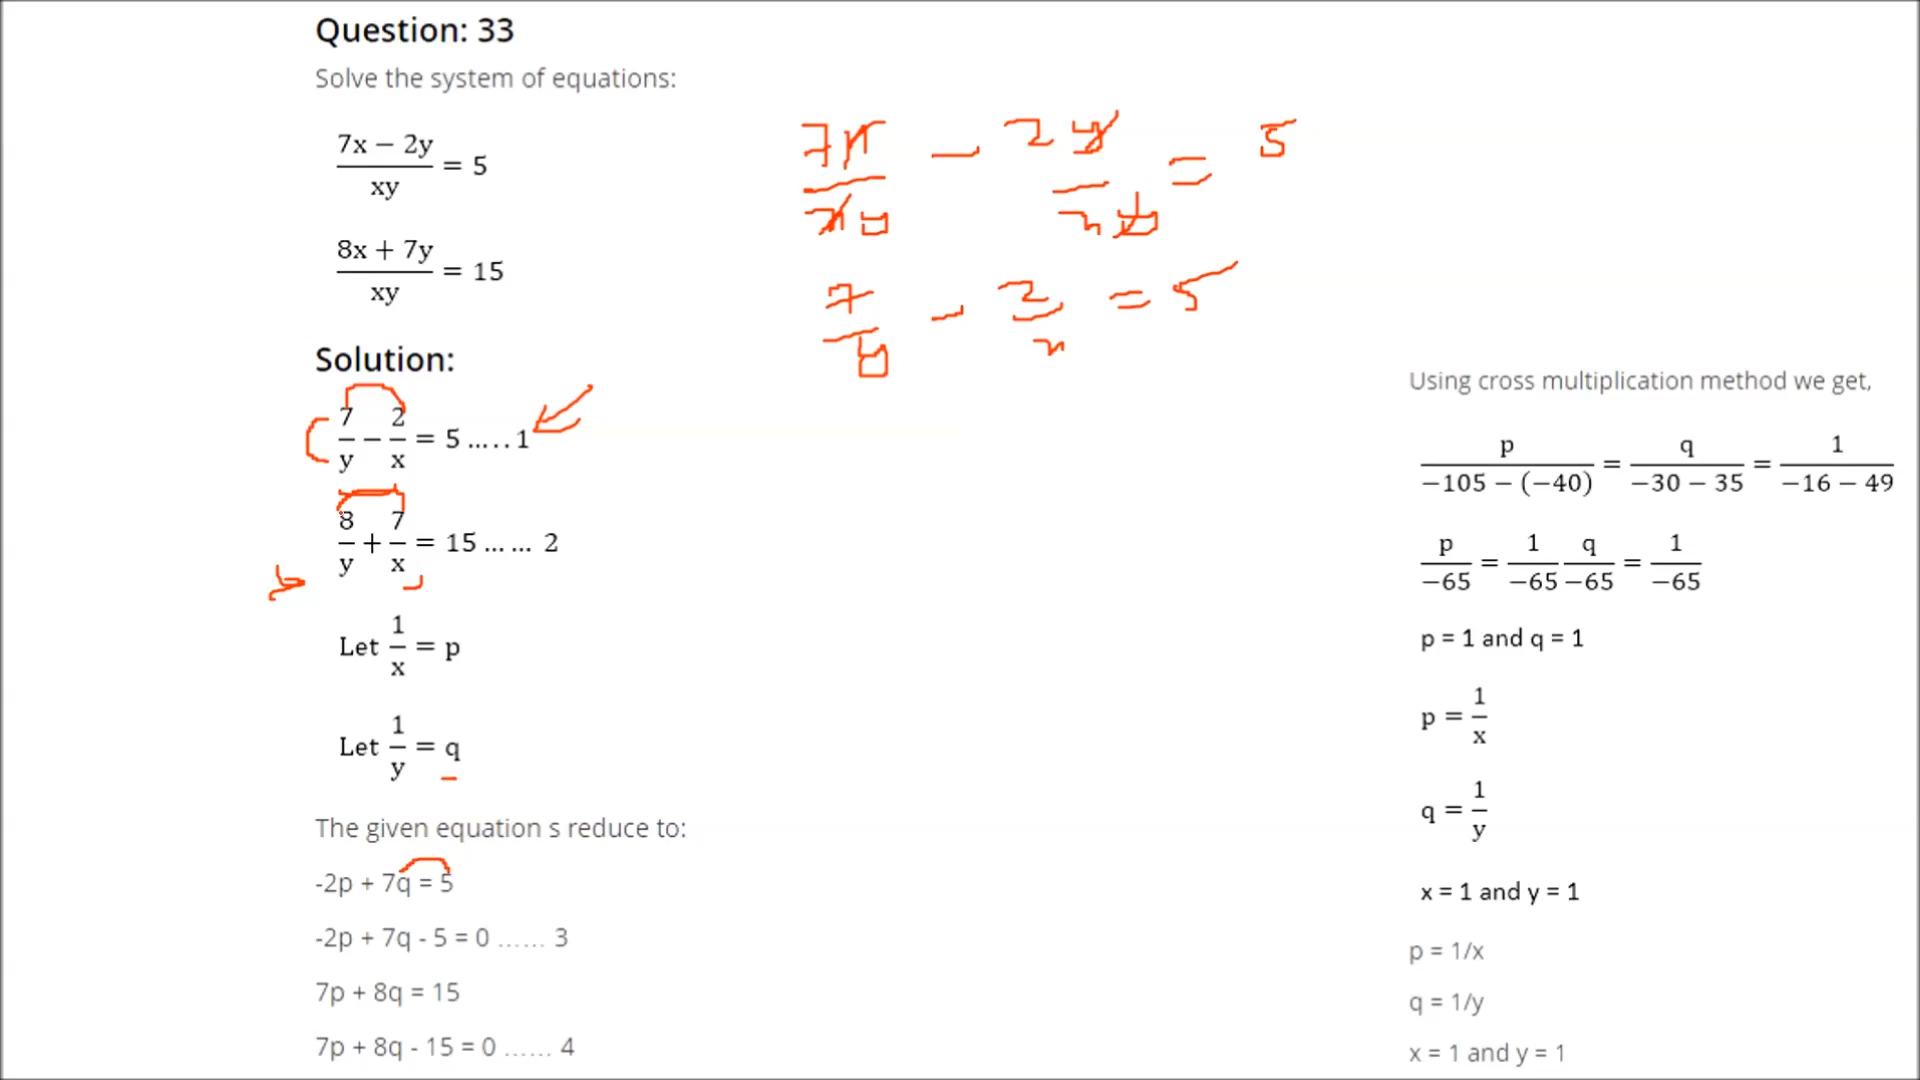 Question: 33
Solve the system of equations:
7x − 2y
xy
= 5
8x + 7y
xy
= 15
7x/xy − 2y/xy = 5
7/y − 2/x = 5
Solution:
7/y − 2/x = 5 ..... 1
8/y + 7/x = 15 ...... 2
Let 1/x = p
Let 1/y = q
The given equation s reduce to:
-2p + 7q = 5
-2p + 7q - 5 = 0 ...... 3
7p + 8q = 15
7p + 8q - 15 = 0 ...... 4
Using cross multiplication method we get,
p/(−105 − (−40)) = q/(−30 − 35) = 1/(−16 − 49)
p/−65 = 1/−65 q/−65 = 1/−65
p = 1 and q = 1
p = 1/x
q = 1/y
x = 1 and y = 1
p = 1/x
q = 1/y
x = 1 and y = 1